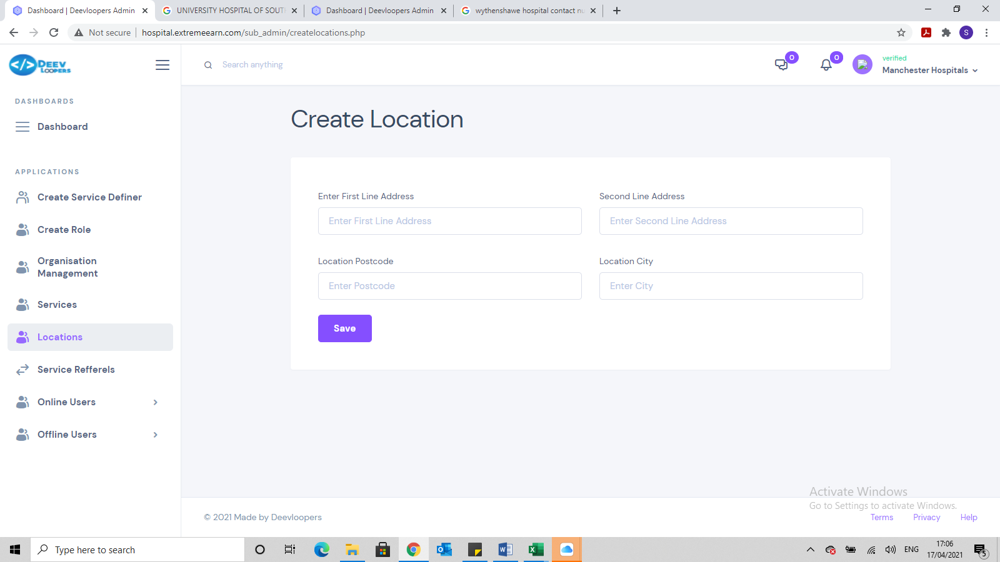 Dashboard | Deevloopers Admin
UNIVERSITY HOSPITAL OF SOUT
Dashboard | Deevloopers Admin
wythenshawe hospital contact nu
Not secure
hospital.extremeearn.com/sub_admin/createlocations.php
S
DEEV
LOOPERS
Search anything
0
0
verified
Manchester Hospitals
DASHBOARDS
Dashboard
APPLICATIONS
Create Service Definer
Create Role
Organisation
Management
Services
Locations
Service Refferels
Online Users
Offline Users
Create Location
Enter First Line Address
Second Line Address
Enter First Line Address
Enter Second Line Address
Location Postcode
Location City
Enter Postcode
Enter City
Save
Activate Windows
Go to Settings to activate Windows.
© 2021 Made by Deevloopers
Terms
Privacy
Help
Type here to search
ENG
17:06
17/04/2021
5